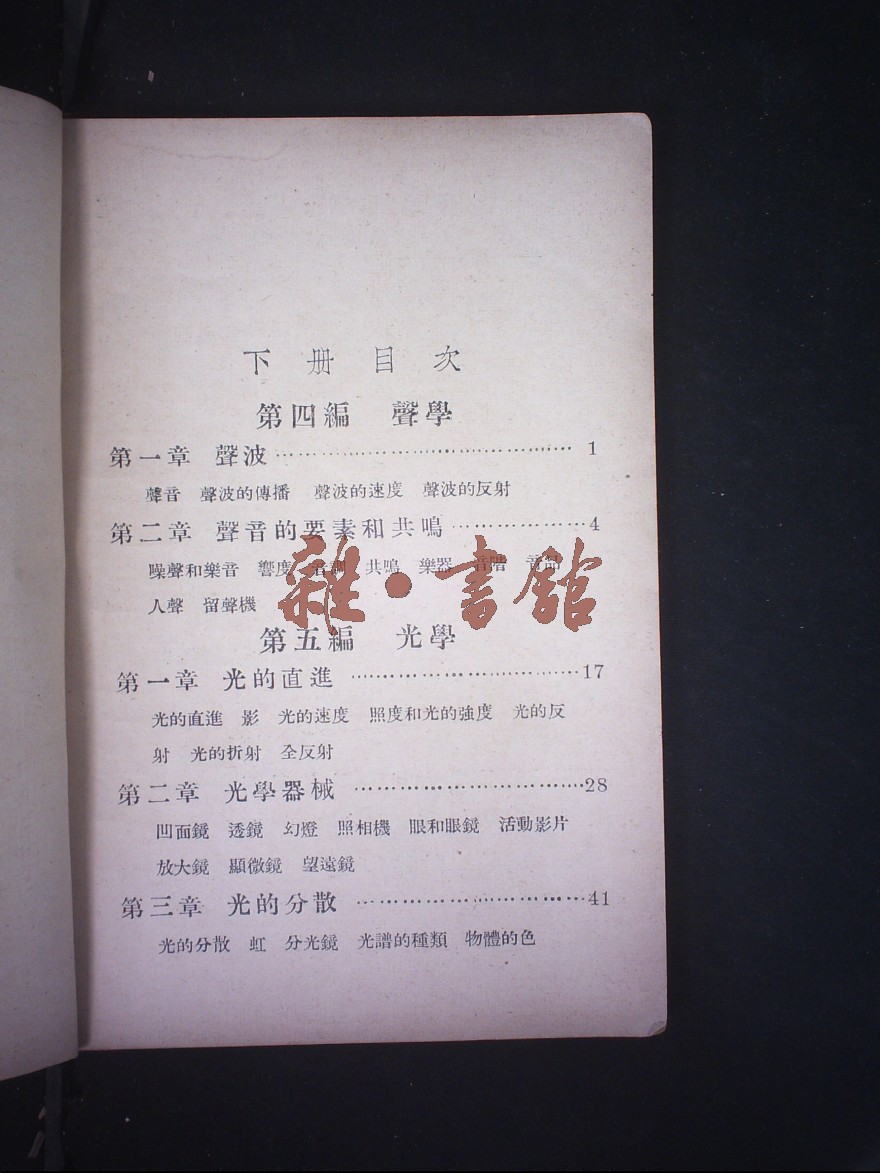 下册目次
第四編 聲學
第一章 聲波……………………………1
聲音 聲波的傳播 聲波的速度 聲波的反射
第二章 聲音的要素和共鳴………………4
噪聲和樂音 響度 音調 共鳴 樂器 音階 音品
人聲 留聲機
雜·書館
第五編 光學
第一章 光的直進………………………17
光的直進 影 光的速度 照度和光的強度 光的反
射 光的折射 全反射
第二章 光學器械………………………28
凹面鏡 透鏡 幻燈 照相機 眼和眼鏡 活動影片
放大鏡 顯微鏡 望遠鏡
第三章 光的分散………………………41
光的分散 虹 分光鏡 光譜的種類 物體的色